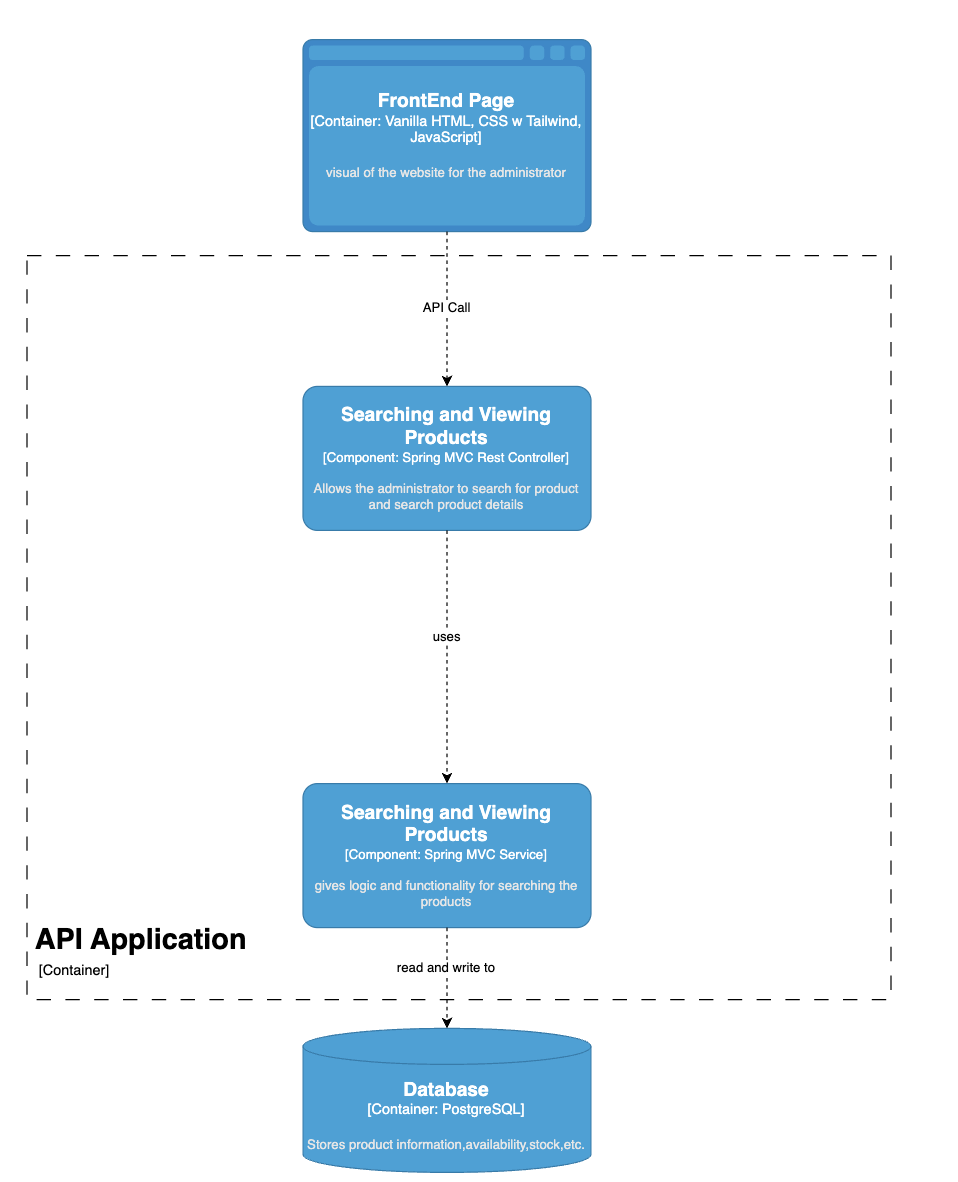 FrontEnd Page
[Container: Vanilla HTML, CSS w Tailwind,
JavaScript]
visual of the website for the administrator
API Call
Searching and Viewing
Products
[Component: Spring MVC Rest Controller]
Allows the administrator to search for product
and search product details
uses
Searching and Viewing
Products
[Component: Spring MVC Service]
gives logic and functionality for searching the
products
API Application
[Container]
read and write to
Database
[Container: PostgreSQL]
Stores product information,availability,stock,etc.